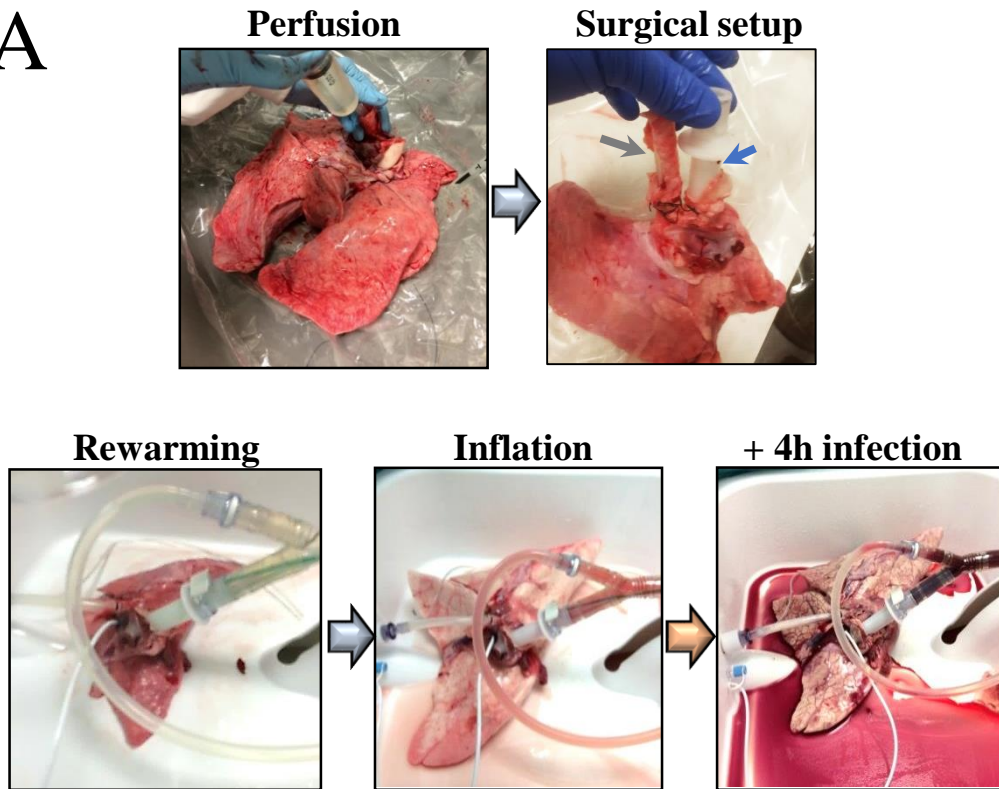 A
Perfusion
Surgical setup
Rewarming
Inflation
+ 4h infection